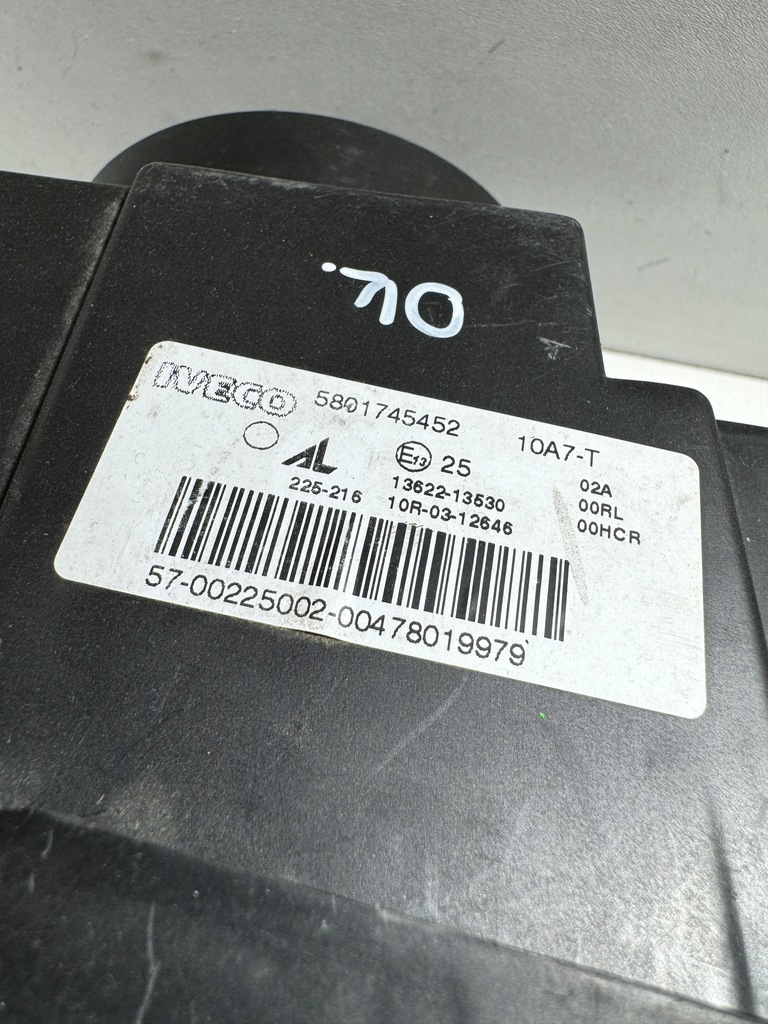 OK.
IVECO 5801745452 10A7-T
AL E13 25 02A
225-216 13622-13530 00RL
10R-03-12646 00HCR
57-00225002-00478019979